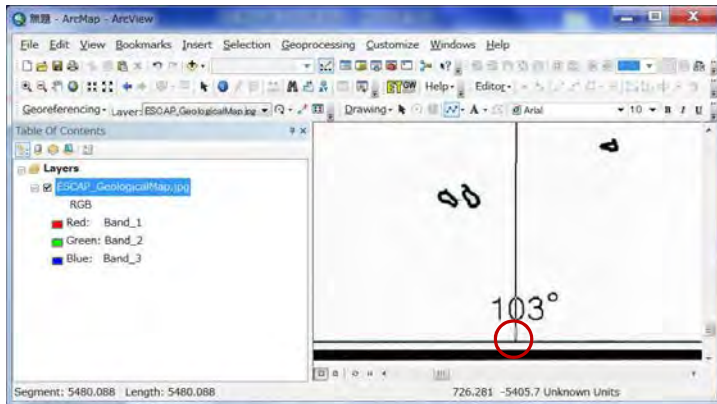 無題 - ArcMap - ArcView
File Edit View Bookmarks Insert Selection Geoprocessing Customize Windows Help
Help Editor
Georeferencing Layer: ESCAP_GeologicalMap.jpg Drawing A Arial 10 B I U
Table Of Contents
Layers
ESCAP_GeologicalMap.jpg
RGB
Red: Band_1
Green: Band_2
Blue: Band_3
103°
Segment: 5480.088 Length: 5480.088 726.281 -5405.7 Unknown Units